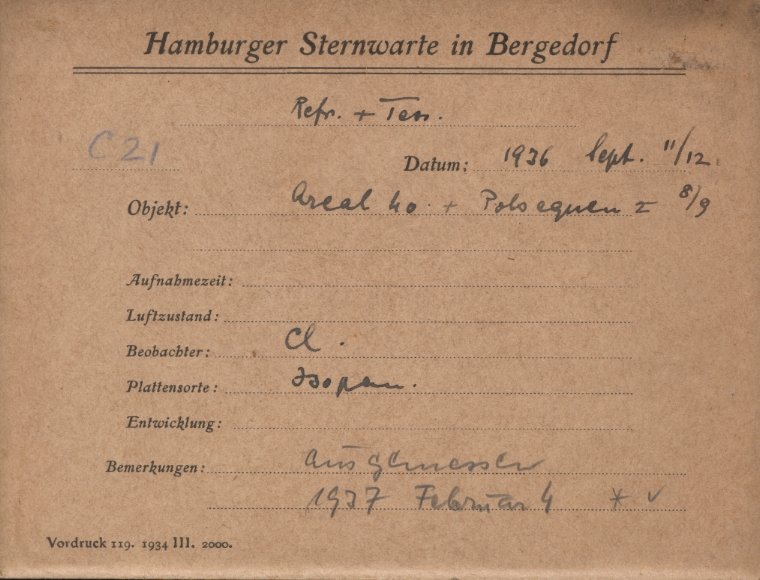 Hamburger Sternwarte in Bergedorf
Refr. + Tess.
C 21
Datum: 1936 Sept. 11/12
Objekt: Areal 40 + Polsequenz 8/9
Aufnahmezeit:
Luftzustand:
Beobachter: Cl.
Plattensorte: Isopan.
Entwicklung:
Bemerkungen: ausgemessen
1937 Februar 4 * ✓
Vordruck 119. 1934 III. 2000.